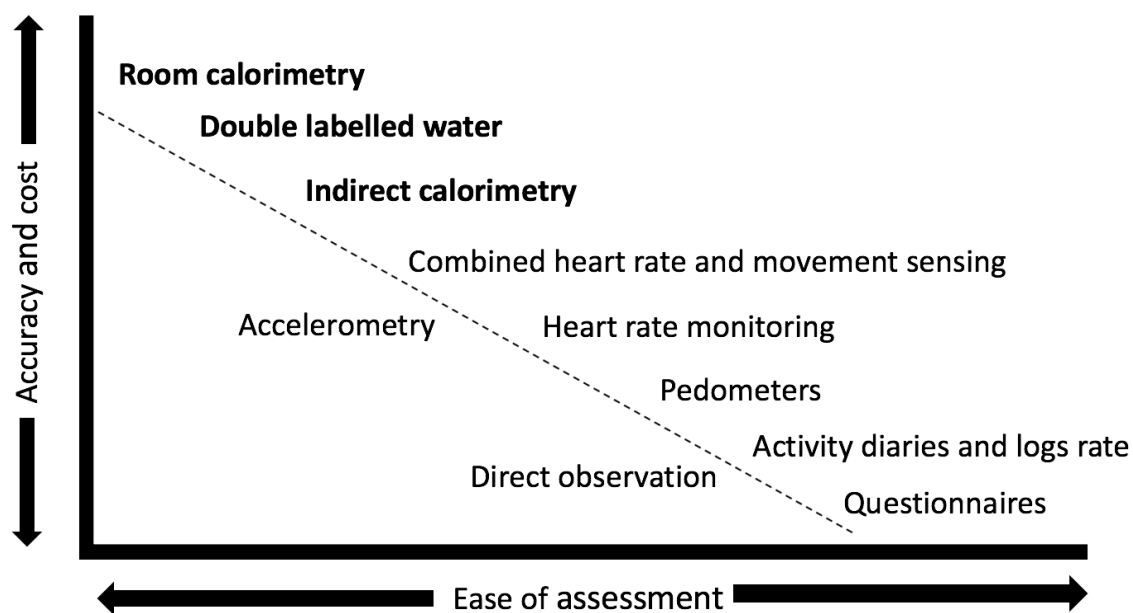 Accuracy and cost
Room calorimetry
Double labelled water
Indirect calorimetry
Combined heart rate and movement sensing
Accelerometry
Heart rate monitoring
Pedometers
Activity diaries and logs rate
Direct observation
Questionnaires
Ease of assessment